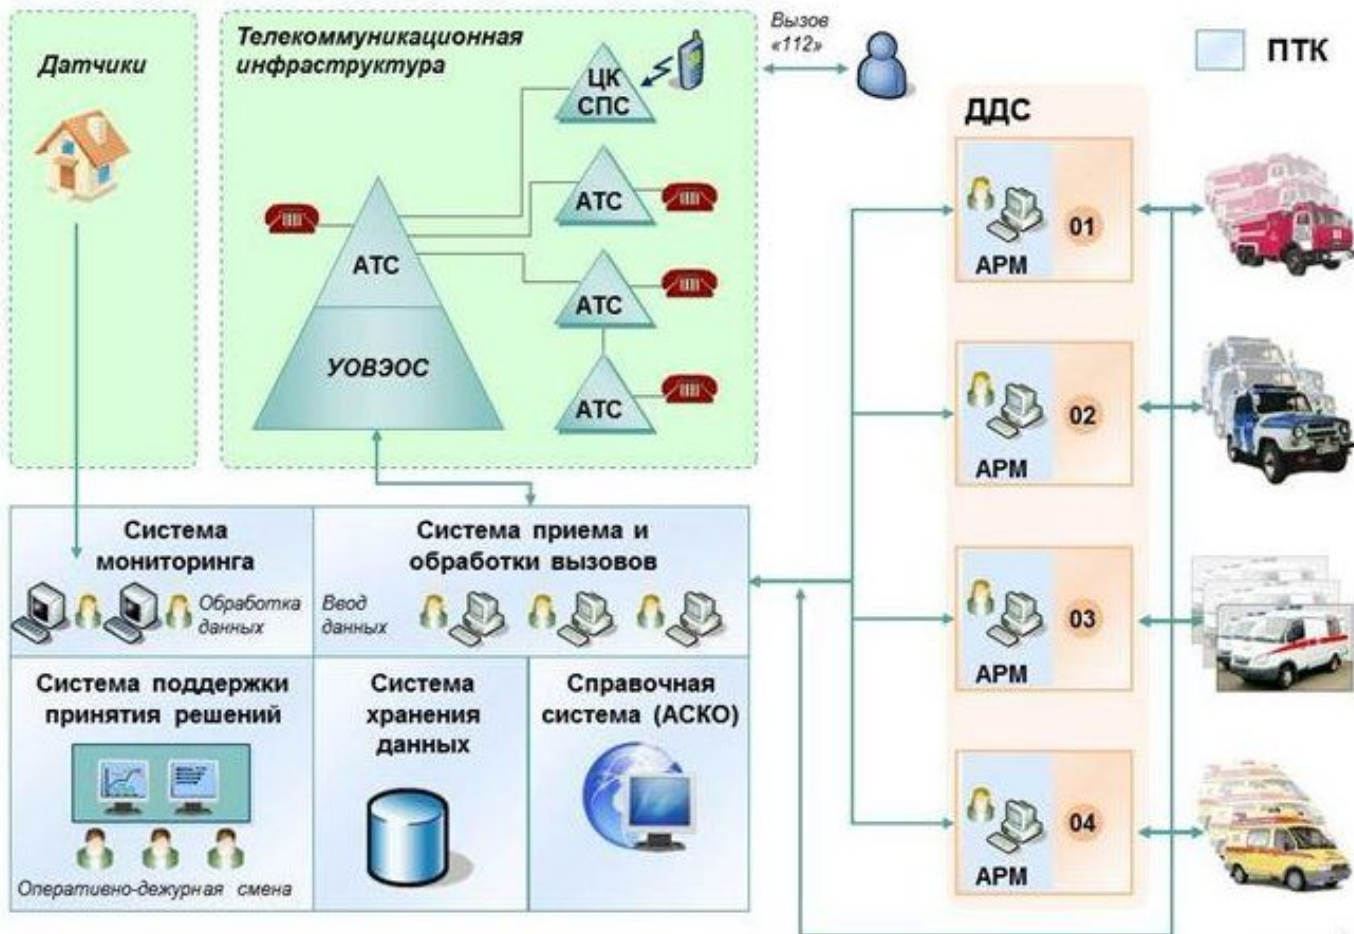 Датчики
Телекоммуникационная
инфраструктура
ЦК
СПС
АТС
АТС
АТС
АТС
УОВЭОС
Вызов
«112»
ПТК
ДДС
01
АРМ
02
АРМ
03
АРМ
04
АРМ
Система
мониторинга
Обработка
данных
Система приема и
обработки вызовов
Ввод
данных
Система поддержки
принятия решений
Оперативно-дежурная смена
Система
хранения
данных
Справочная
система (АСКО)